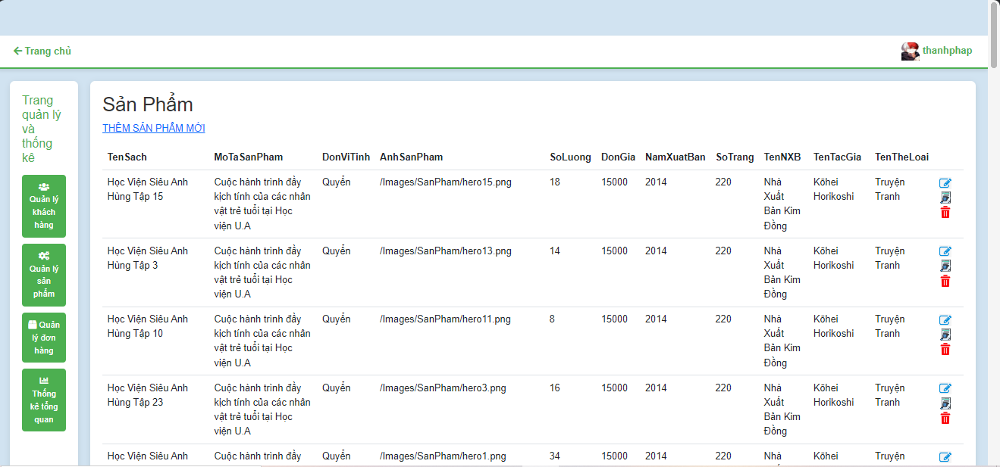 Trang chủ
thanhphap
Trang
quản lý
và
thống
kê
Quản lý
khách
hàng
Quản lý
sản
phẩm
Quản
lý đơn
hàng
Thống
kê tổng
quan
Sản Phẩm
THÊM SẢN PHẨM MỚI
TenSach MoTaSanPham DonViTinh AnhSanPham SoLuong DonGia NamXuatBan SoTrang TenNXB TenTacGia TenTheLoai
Học Viện Siêu Anh Cuộc hành trình đầy Quyển /Images/SanPham/hero15.png 18 15000 2014 220 Nhà Kōhei Truyện
Hùng Tập 15 kịch tính của các nhân Xuất Horikoshi Tranh
vật trẻ tuổi tại Học Bản Kim
viện U.A Đồng
Học Viện Siêu Anh Cuộc hành trình đầy Quyển /Images/SanPham/hero13.png 14 15000 2014 220 Nhà Kōhei Truyện
Hùng Tập 3 kịch tính của các nhân Xuất Horikoshi Tranh
vật trẻ tuổi tại Học Bản Kim
viện U.A Đồng
Học Viện Siêu Anh Cuộc hành trình đầy Quyển /Images/SanPham/hero11.png 8 15000 2014 220 Nhà Kōhei Truyện
Hùng Tập 10 kịch tính của các nhân Xuất Horikoshi Tranh
vật trẻ tuổi tại Học Bản Kim
viện U.A Đồng
Học Viện Siêu Anh Cuộc hành trình đầy Quyển /Images/SanPham/hero3.png 16 15000 2014 220 Nhà Kōhei Truyện
Hùng Tập 23 kịch tính của các nhân Xuất Horikoshi Tranh
vật trẻ tuổi tại Học Bản Kim
viện U.A Đồng
Học Viện Siêu Anh Cuộc hành trình đầy Quyển /Images/SanPham/hero1.png 34 15000 2014 220 Nhà Kōhei Truyện